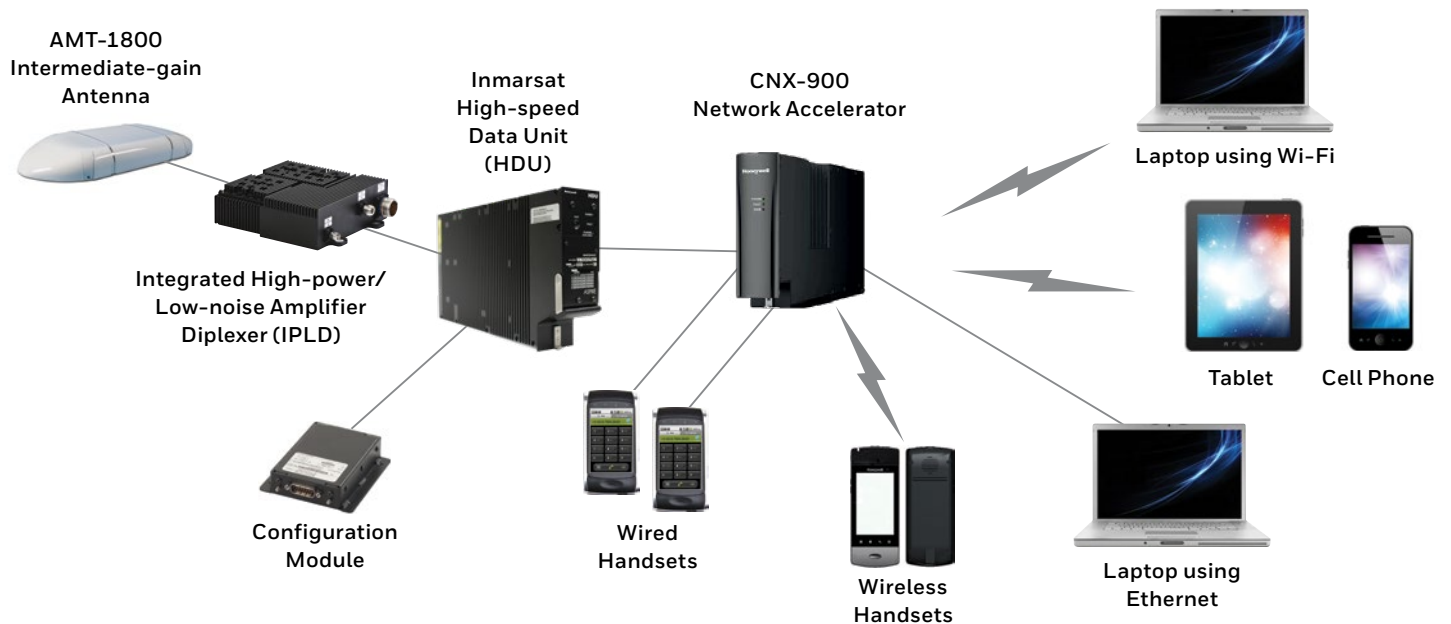 AMT-1800
Intermediate-gain
Antenna
Inmarsat
High-speed
Data Unit
(HDU)
CNX-900
Network Accelerator
Honeywell
Laptop using Wi-Fi
Integrated High-power/
Low-noise Amplifier
Diplexer (IPLD)
Tablet
Cell Phone
Configuration
Module
Wired
Handsets
Wireless
Handsets
Laptop using
Ethernet